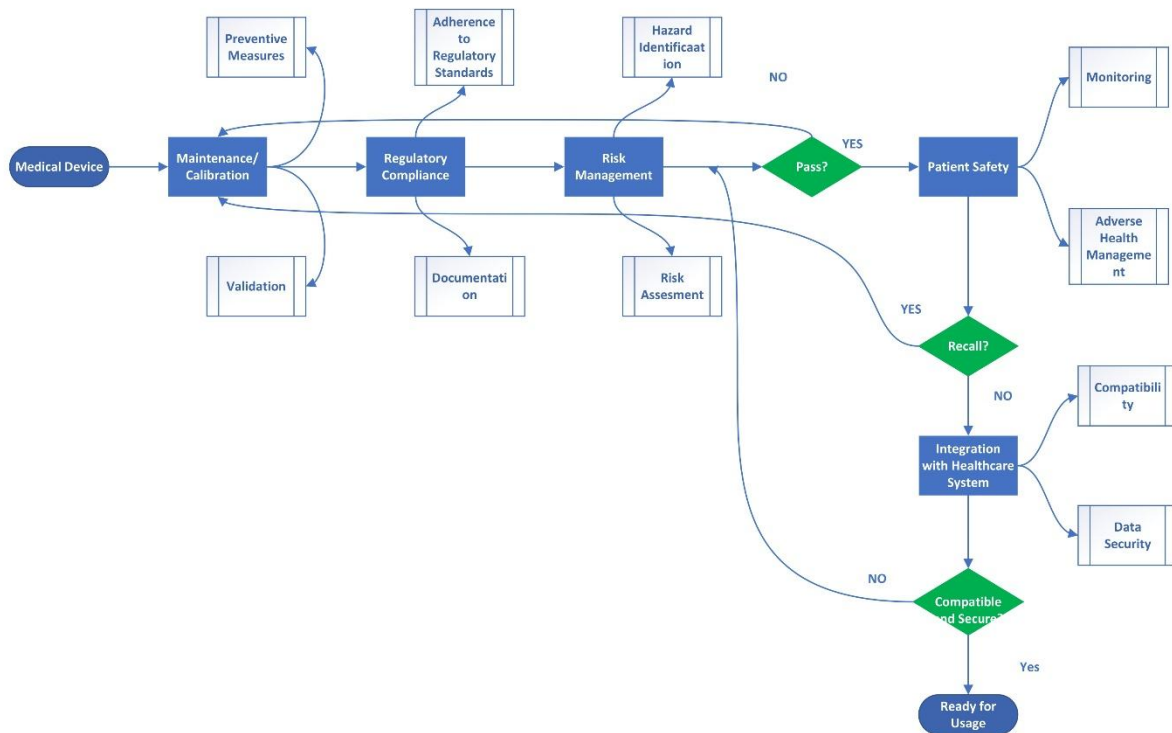 Preventive
Measures
Adherence
to
Regulatory
Standards
Hazard
Identificaat
ion
NO
Monitoring
Medical Device
Maintenance/
Calibration
Regulatory
Compliance
Risk
Management
Pass?
YES
Patient Safety
Validation
Documentati
on
Risk
Assesment
Adverse
Health
Manageme
nt
YES
Recall?
NO
Compatibili
ty
Integration
with Healthcare
System
Data
Security
NO
Compatible
and Secure?
Yes
Ready for
Usage